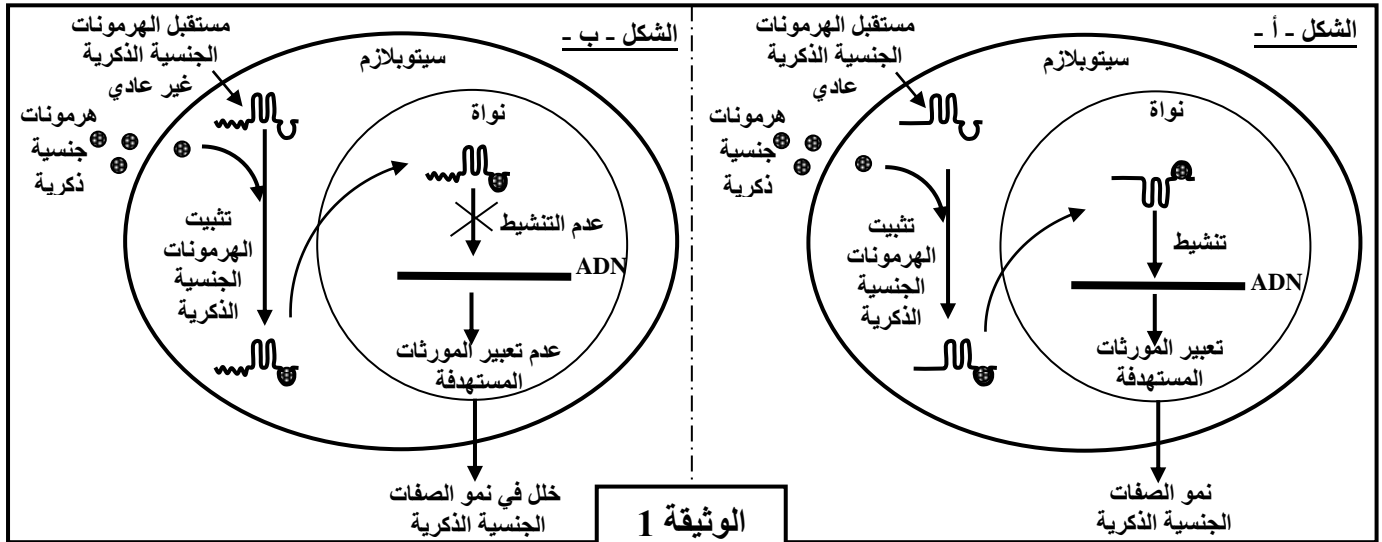 الشكل - أ -
مستقبل الهرمونات
الجنسية الذكرية
عادي
سيتوبلازم
نواة
هرمونات
جنسية
ذكرية
تثبيت
الهرمونات
الجنسية
الذكرية
تنشيط
ADN
تعبير المورثات
المستهدفة
نمو الصفات
الجنسية الذكرية
الشكل - ب -
مستقبل الهرمونات
الجنسية الذكرية
غير عادي
سيتوبلازم
نواة
هرمونات
جنسية
ذكرية
تثبيت
الهرمونات
الجنسية
الذكرية
عدم التنشيط
ADN
عدم تعبير المورثات
المستهدفة
خلل في نمو الصفات
الجنسية الذكرية
الوثيقة 1